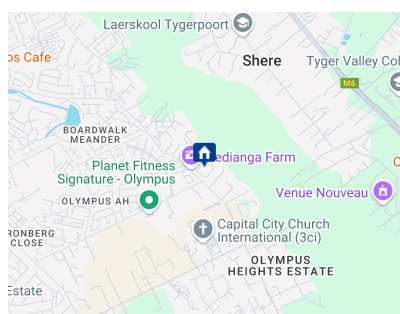 Laerskool Tygerpoort
os Cafe
Shere
Tyger Valley Col
M6
BOARDWALK
MEANDER
edianga Farm
Planet Fitness
Signature - Olympus
Venue Nouveau
OLYMPUS AH
Capital City Church
International (3ci)
RONBERG
CLOSE
OLYMPUS
HEIGHTS ESTATE
Estate